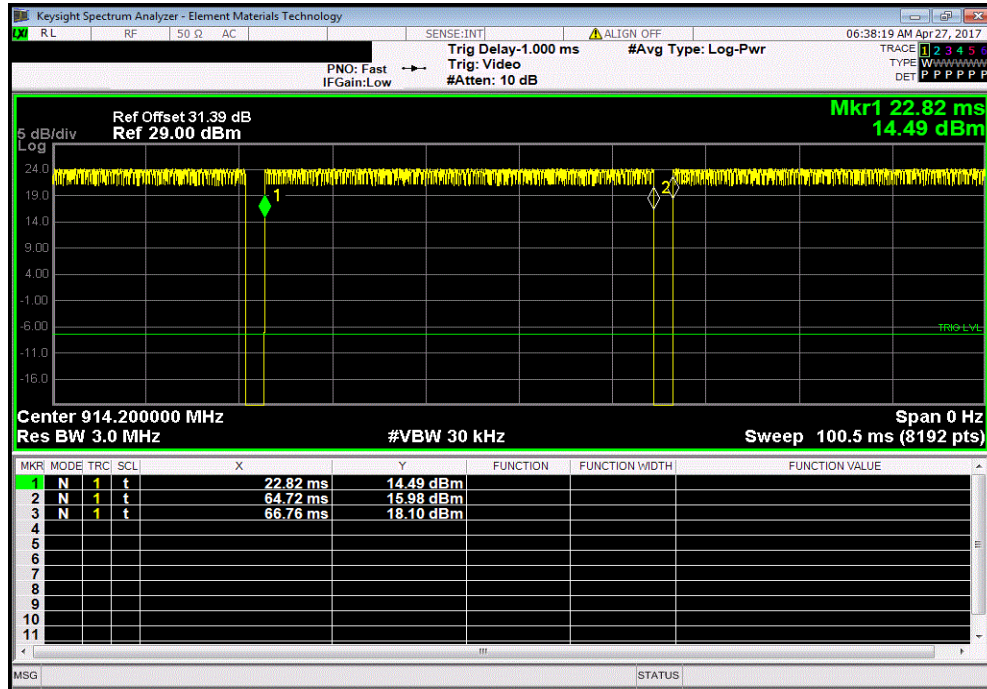 Keysight Spectrum Analyzer - Element Materials Technology
LXI RL RF 50 Ω AC SENSE:INT ALIGN OFF 06:38:19 AM Apr 27, 2017
Trig Delay-1.000 ms #Avg Type: Log-Pwr TRACE 1 2 3 4 5 6
PNO: Fast Trig: Video TYPE WWWWWW
IFGain:Low #Atten: 10 dB DET P P P P P P
Mkr1 22.82 ms
14.49 dBm
Ref Offset 31.39 dB
5 dB/div Ref 29.00 dBm
Log
24.0
19.0
14.0
9.00
4.00
-1.00
-6.00
-11.0
-16.0
1
2
TRIG LVL
Center 914.200000 MHz Span 0 Hz
Res BW 3.0 MHz #VBW 30 kHz Sweep 100.5 ms (8192 pts)
MKR MODE TRC SCL X Y FUNCTION FUNCTION WIDTH FUNCTION VALUE
1 N 1 t 22.82 ms 14.49 dBm
2 N 1 t 64.72 ms 15.98 dBm
3 N 1 t 66.76 ms 18.10 dBm
4
5
6
7
8
9
10
11
MSG STATUS